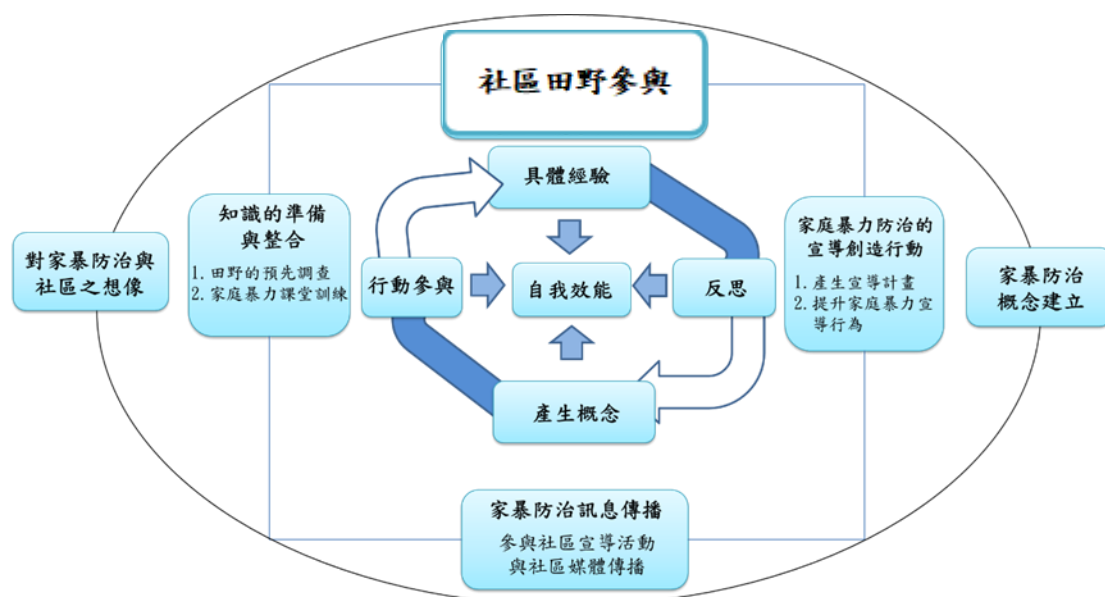 社區田野參與
具體經驗
知識的準備
與整合
1. 田野的預先調查
2. 家庭暴力課堂訓練
家庭暴力防治的
宣導創造行動
1. 產生宣導計畫
2. 提升家庭暴力宣
導行為
對家暴防治與
社區之想像
行動參與
自我效能
反思
家暴防治
概念建立
產生概念
家暴防治訊息傳播
參與社區宣導活動
與社區媒體傳播